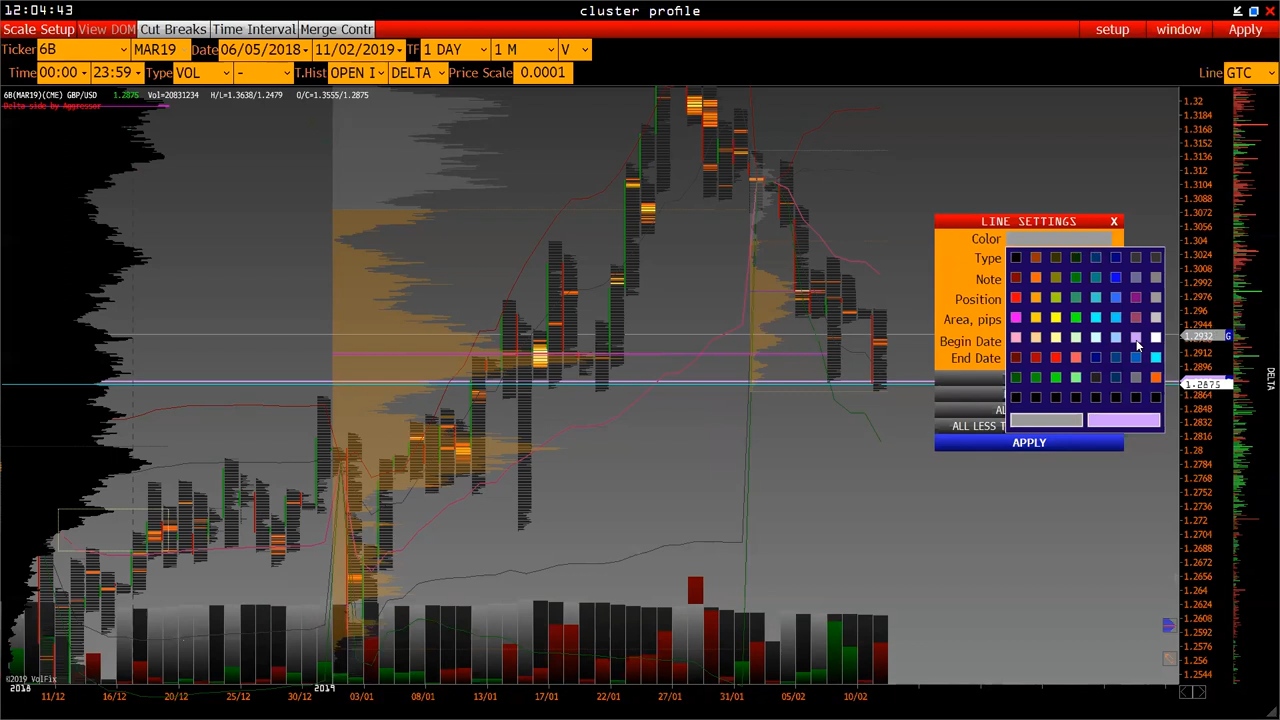 12:04:43
cluster profile
Scale Setup View DOM Cut Breaks Time Interval Merge Contr
setup window Apply
Ticker 6B MAR19 Date 06/05/2018 - 11/02/2019 TF 1 DAY 1 M V
Time 00:00 - 23:59 Type VOL - T.Hist OPEN I DELTA Price Scale 0.0001 Line GTC
6B(MAR19)(CME) GBP/USD 1.2875 Vol=20831234 H/L=1.3638/1.2479 O/C=1.3555/1.2875
Delta side by Aggressor
1.32
1.3184
1.3168
1.3152
1.3136
1.3120
1.3104
1.3088
1.3072
1.3056
1.304
1.3024
1.3008
1.2992
1.2976
1.296
1.2944
1.2932 G
1.2912
1.2896
1.2875
1.2864
1.2848
1.2832
1.2816
1.28
1.2784
1.2768
1.2752
1.2736
1.272
1.2704
1.2688
1.2672
1.2656
1.264
1.2624
1.2608
1.2592
1.2576
1.256
1.2544
DELTA
LINE SETTINGS X
Color
Type
Note
Position
Area, pips
Begin Date
End Date
AL
ALL LESS T
APPLY
©2019 VolFix
2018 2019
11/12 16/12 20/12 25/12 30/12 03/01 08/01 13/01 17/01 22/01 27/01 31/01 05/02 10/02